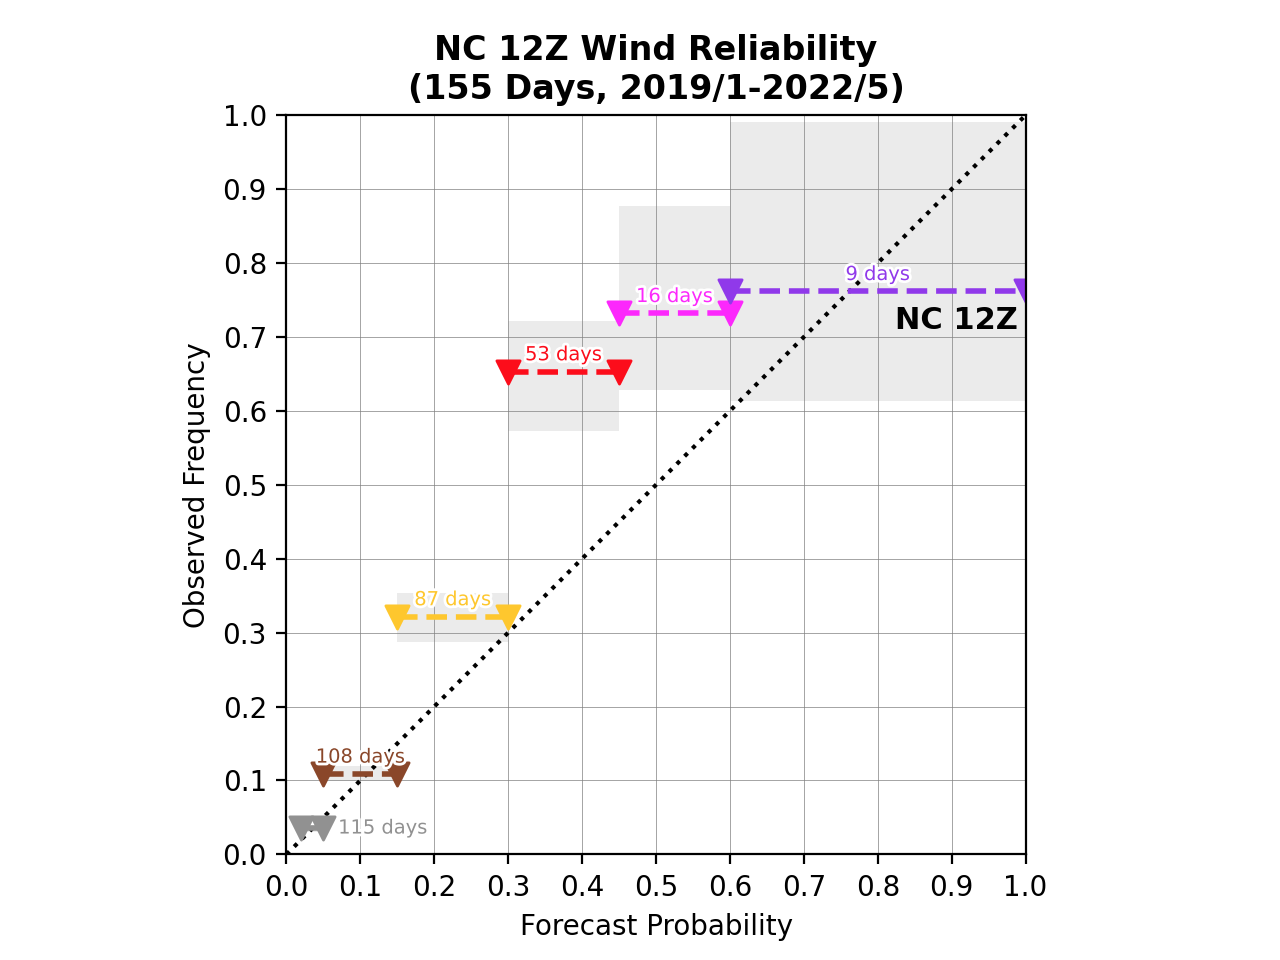 NC 12Z Wind Reliability
(155 Days, 2019/1-2022/5)
1.0
0.9
0.8
0.7
0.6
0.5
0.4
0.3
0.2
0.1
0.0
Observed Frequency
9 days
16 days
NC 12Z
53 days
87 days
108 days
115 days
0.0 0.1 0.2 0.3 0.4 0.5 0.6 0.7 0.8 0.9 1.0
Forecast Probability